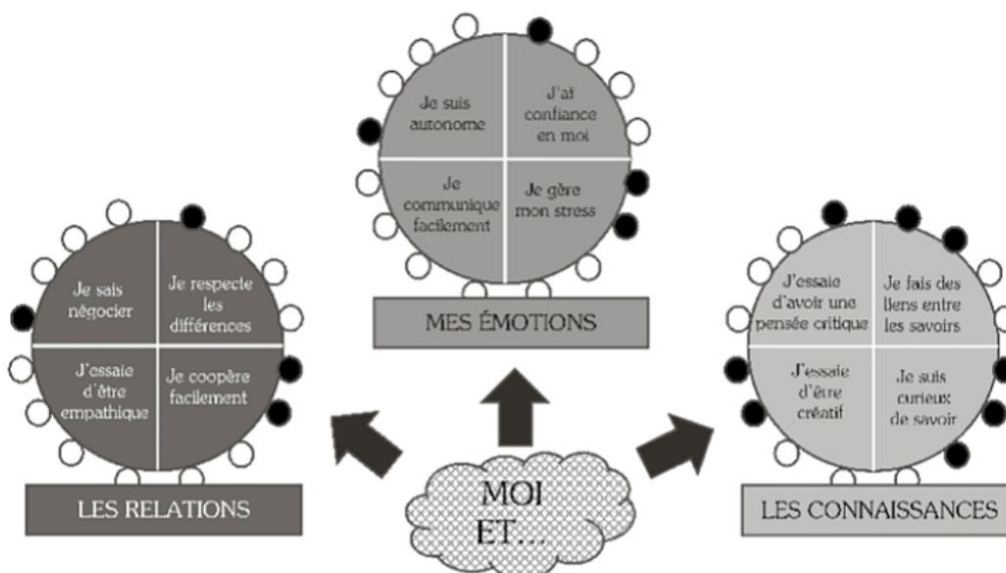 Je suis
autonome
J'ai
confiance
en moi
Je
communique
facilement
Je gère
mon stress
MES ÉMOTIONS
Je sais
négocier
Je respecte
les
différences
J'essaie
d'être
empathique
Je coopère
facilement
LES RELATIONS
J'essaie
d'avoir une
pensée critique
Je fais des
liens entre
les savoirs
J'essaie
d'être
créatif
Je suis
curieux
de savoir
LES CONNAISSANCES
MOI
ET...